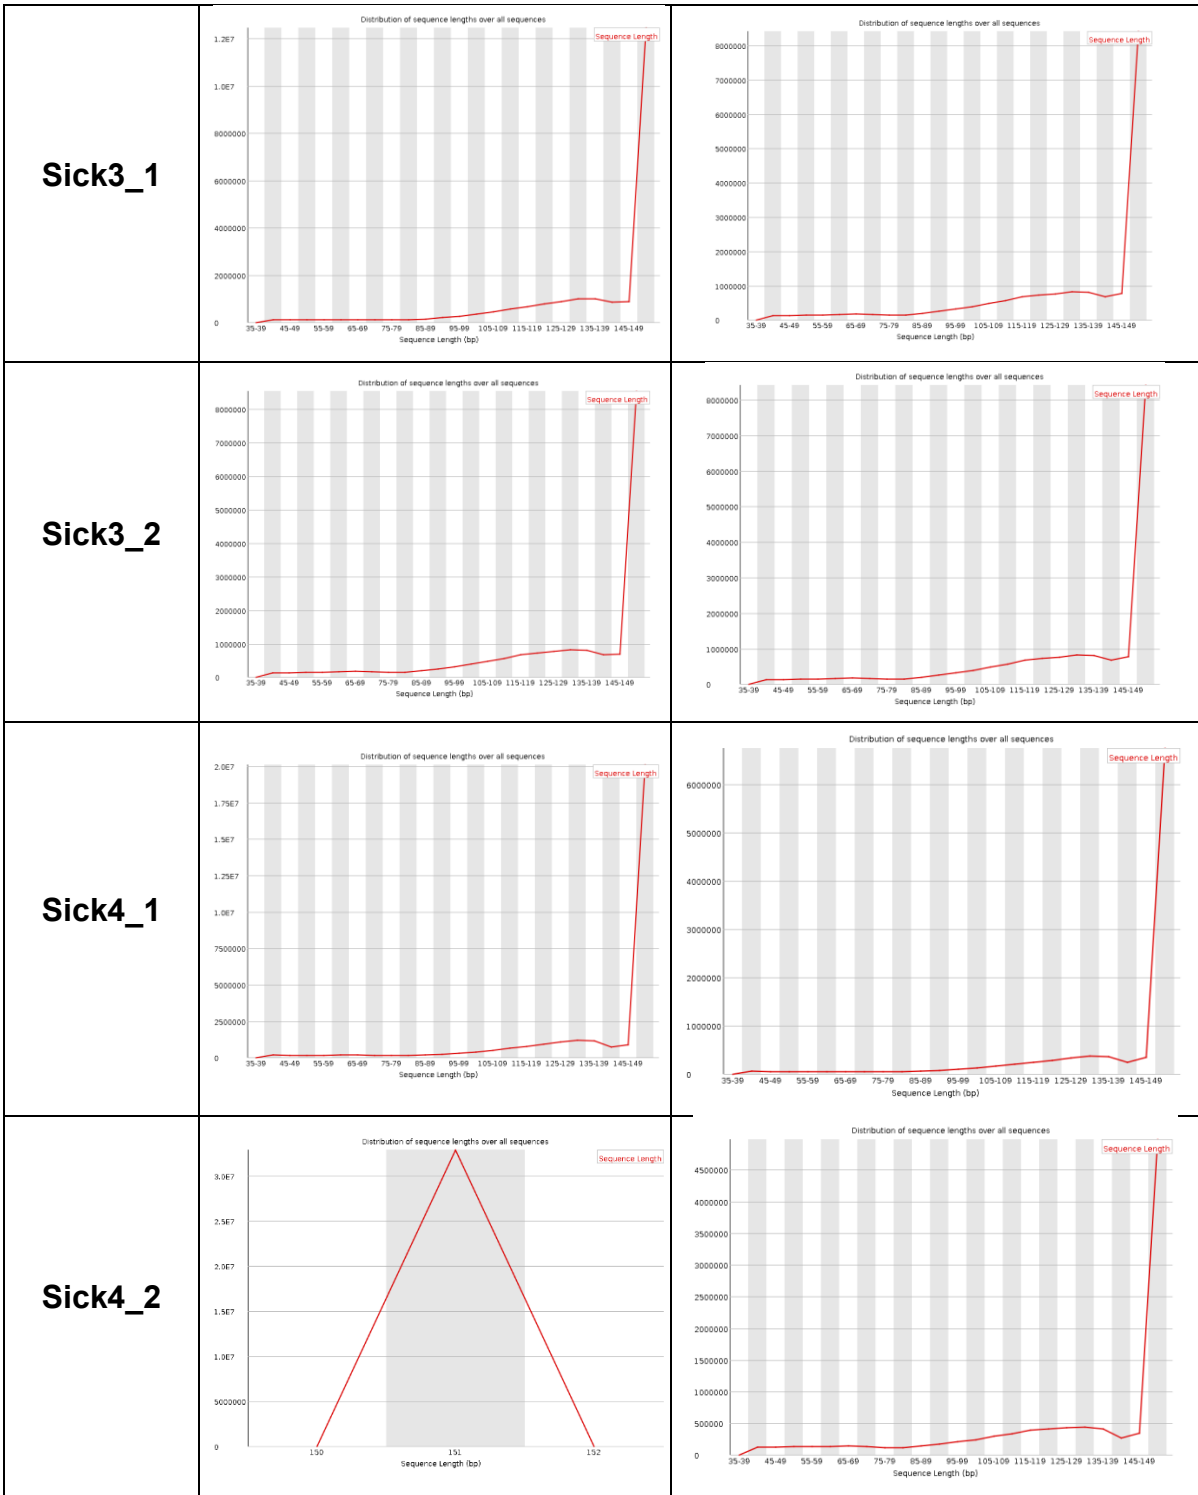 Sick3_1
Distribution of sequence lengths over all sequences
Sequence Length
1.2E7
1.0E7
8000000
6000000
4000000
2000000
0
35-39 45-49 55-59 65-69 75-79 85-89 95-99 105-109 115-119 125-129 135-139 145-149
Sequence Length (bp)
Distribution of sequence lengths over all sequences
Sequence Length
8000000
7000000
6000000
5000000
4000000
3000000
2000000
1000000
0
35-39 45-49 55-59 65-69 75-79 85-89 95-99 105-109 115-119 125-129 135-139 145-149
Sequence Length (bp)
Sick3_2
Distribution of sequence lengths over all sequences
Sequence Length
8000000
7000000
6000000
5000000
4000000
3000000
2000000
1000000
0
35-39 45-49 55-59 65-69 75-79 85-89 95-99 105-109 115-119 125-129 135-139 145-149
Sequence Length (bp)
Distribution of sequence lengths over all sequences
Sequence Length
8000000
7000000
6000000
5000000
4000000
3000000
2000000
1000000
0
35-39 45-49 55-59 65-69 75-79 85-89 95-99 105-109 115-119 125-129 135-139 145-149
Sequence Length (bp)
Sick4_1
Distribution of sequence lengths over all sequences
Sequence Length
2.0E7
1.75E7
1.5E7
1.25E7
1.0E7
7500000
5000000
2500000
0
35-39 45-49 55-59 65-69 75-79 85-89 95-99 105-109 115-119 125-129 135-139 145-149
Sequence Length (bp)
Distribution of sequence lengths over all sequences
Sequence Length
6000000
5000000
4000000
3000000
2000000
1000000
0
35-39 45-49 55-59 65-69 75-79 85-89 95-99 105-109 115-119 125-129 135-139 145-149
Sequence Length (bp)
Sick4_2
Distribution of sequence lengths over all sequences
Sequence Length
3.0E7
2.5E7
2.0E7
1.5E7
1.0E7
5000000
0
150 151 152
Sequence Length (bp)
Distribution of sequence lengths over all sequences
Sequence Length
4500000
4000000
3500000
3000000
2500000
2000000
1500000
1000000
500000
0
35-39 45-49 55-59 65-69 75-79 85-89 95-99 105-109 115-119 125-129 135-139 145-149
Sequence Length (bp)